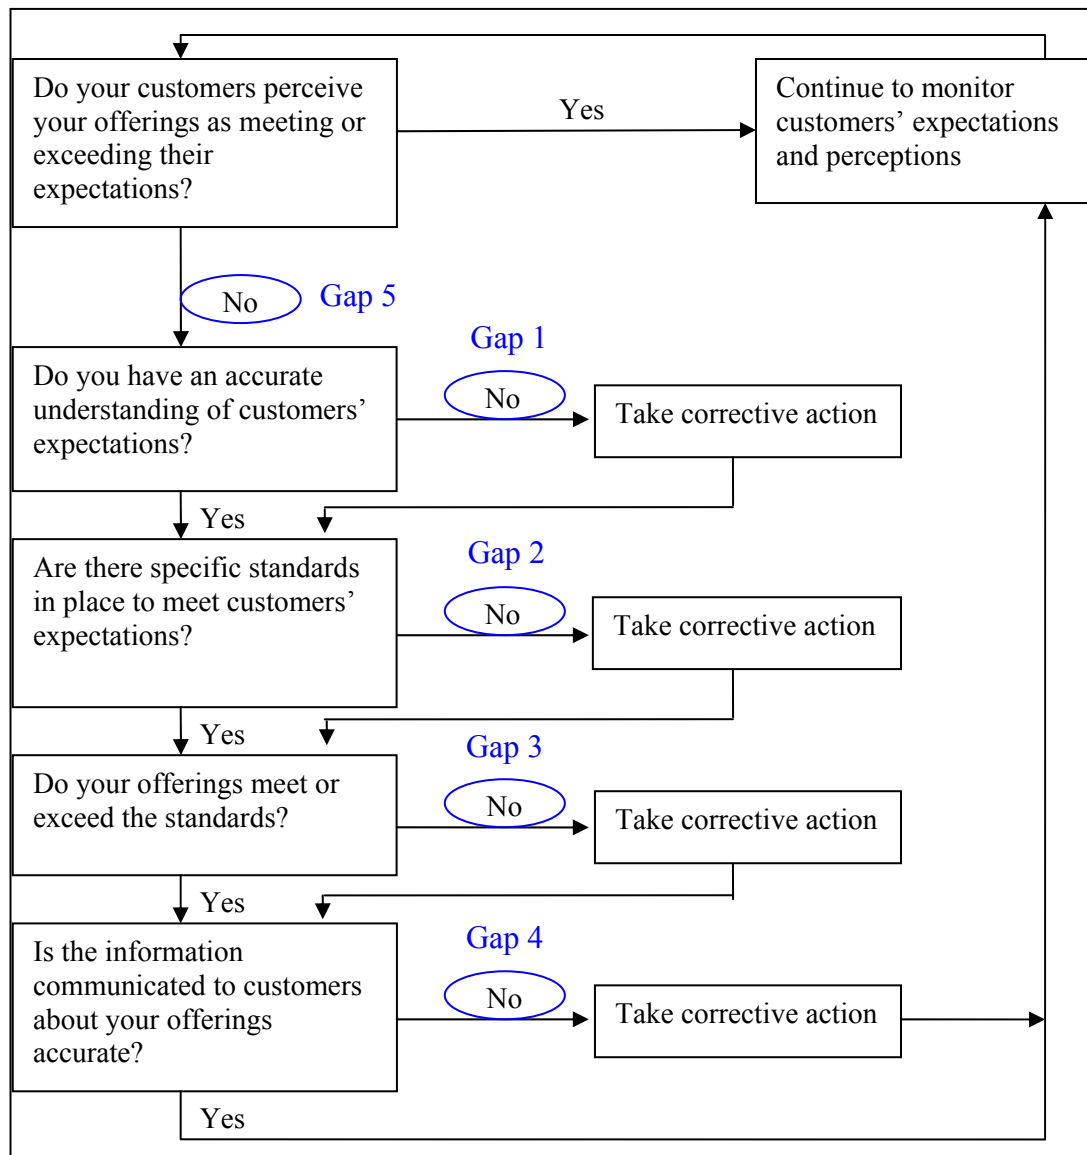 Do your customers perceive
your offerings as meeting or
exceeding their
expectations?
Yes
Continue to monitor
customers’ expectations
and perceptions
No
Gap 5
Do you have an accurate
understanding of customers’
expectations?
Gap 1
No
Take corrective action
Yes
Are there specific standards
in place to meet customers’
expectations?
Gap 2
No
Take corrective action
Yes
Do your offerings meet or
exceed the standards?
Gap 3
No
Take corrective action
Yes
Is the information
communicated to customers
about your offerings
accurate?
Gap 4
No
Take corrective action
Yes